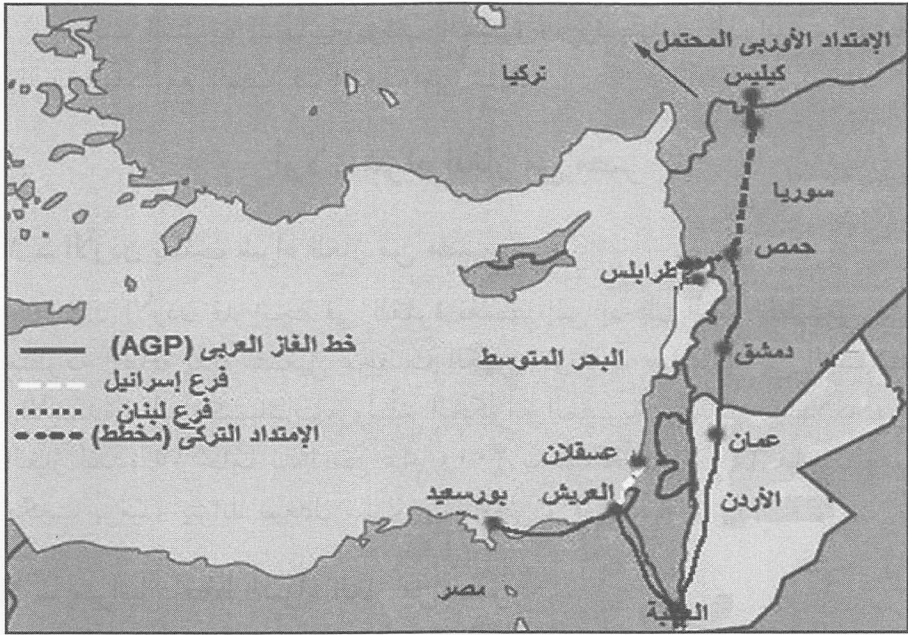 الإمتداد الأوربى المحتمل
كيليس
تركيا
سوريا
حمص
طرابلس
دمشق
البحر المتوسط
خط الغاز العربى (AGP)
فرع إسرائيل
فرع لبنان
الإمتداد التركى (مخطط)
عمان
عسقلان
الأردن
العريش
بورسعيد
مصر
العقبة